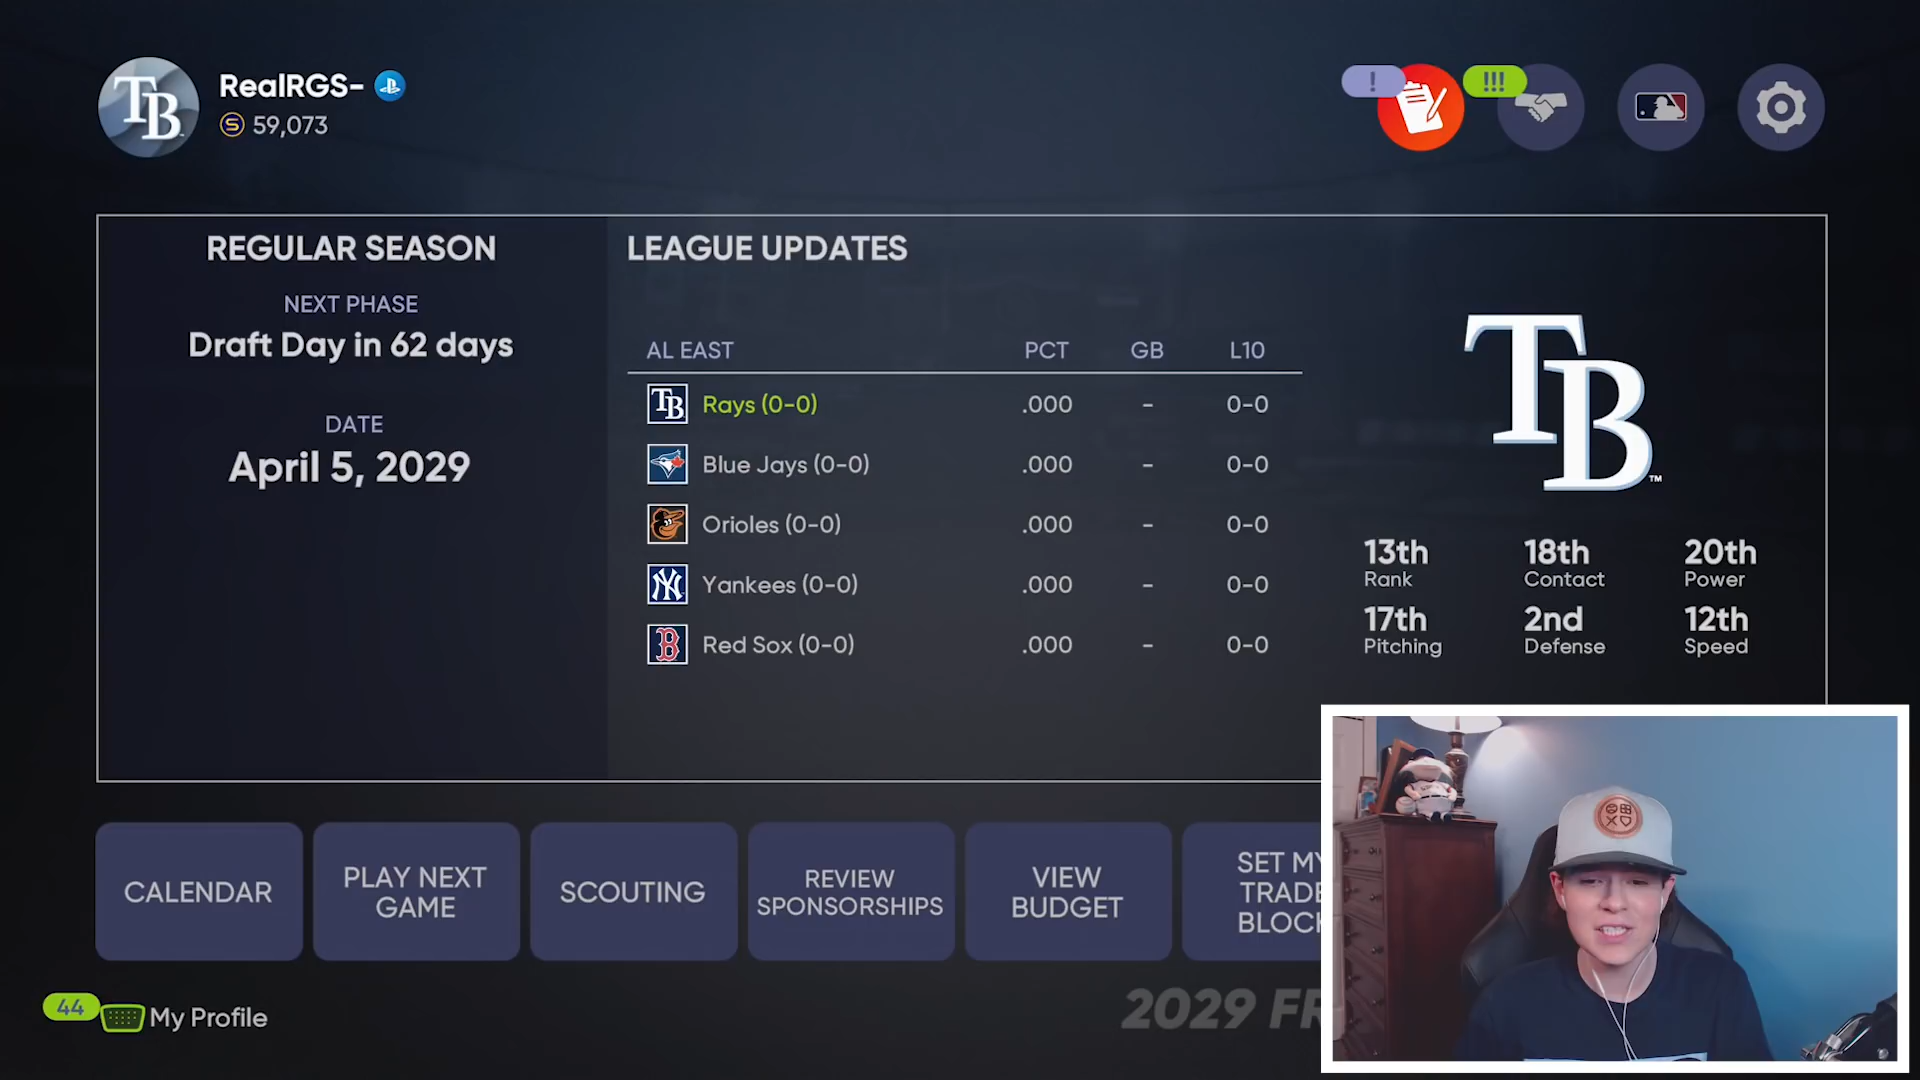 RealRGS-
59,073
!
!!!
REGULAR SEASON
NEXT PHASE
Draft Day in 62 days
DATE
April 5, 2029
LEAGUE UPDATES
AL EAST PCT GB L10
Rays (0-0) .000 - 0-0
Blue Jays (0-0) .000 - 0-0
Orioles (0-0) .000 - 0-0
Yankees (0-0) .000 - 0-0
Red Sox (0-0) .000 - 0-0
TB™
13th 18th 20th
Rank Contact Power
17th 2nd 12th
Pitching Defense Speed
CALENDAR
PLAY NEXT
GAME
SCOUTING
REVIEW
SPONSORSHIPS
VIEW
BUDGET
SET MY
TRADE
BLOCK
44 My Profile
2029 FR